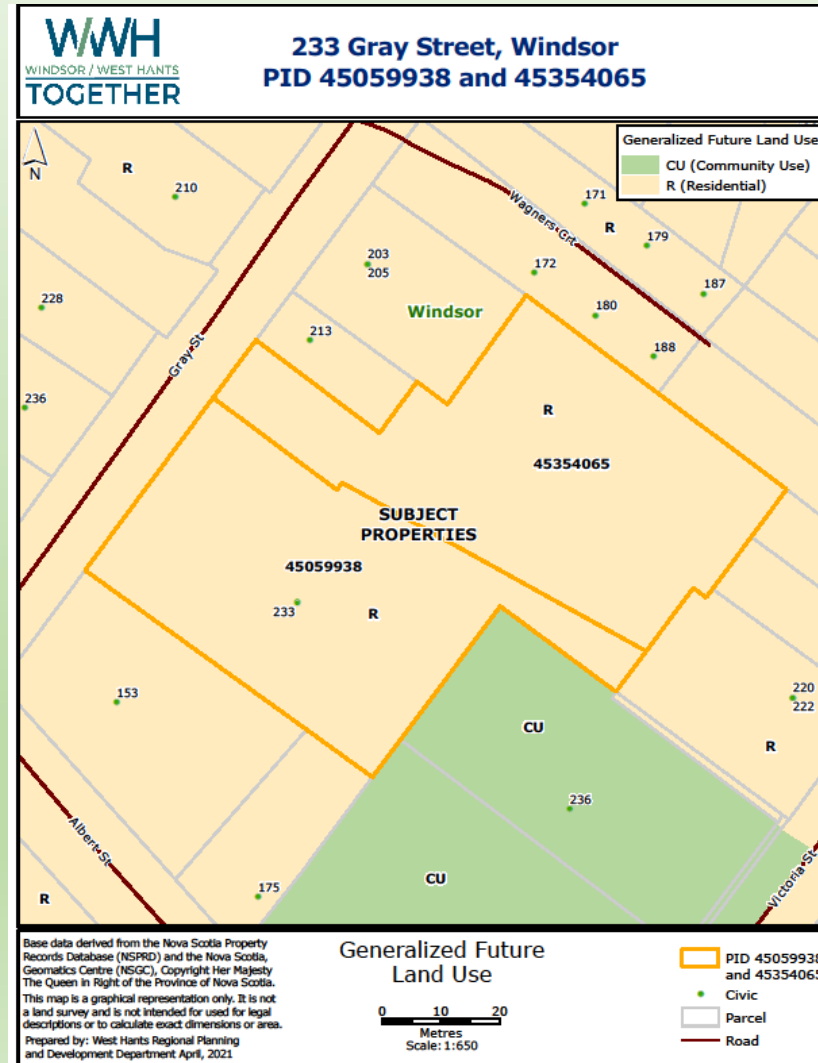 WWH
WINDSOR / WEST HANTS
TOGETHER
233 Gray Street, Windsor
PID 45059938 and 45354065
Generalized Future Land Use
CU (Community Use)
R (Residential)
N
R
210
171
Wagners Crt
R
179
203
205
172
187
228
Windsor
180
213
188
Gray St
236
R
45354065
SUBJECT
PROPERTIES
45059938
233
R
153
220
222
CU
R
236
Albert St
Victoria St
CU
175
R
Base data derived from the Nova Scotia Property
Records Database (NSPRD) and the Nova Scotia,
Geomatics Centre (NSGC), Copyright Her Majesty
The Queen in Right of the Province of Nova Scotia.
This map is a graphical representation only. It is not
a land survey and is not intended for used for legal
descriptions or to calculate exact dimensions or area.
Prepared by: West Hants Regional Planning
and Development Department April, 2021
Generalized Future
Land Use
0 10 20
Metres
Scale: 1:650
PID 45059938
and 45354065
Civic
Parcel
Road